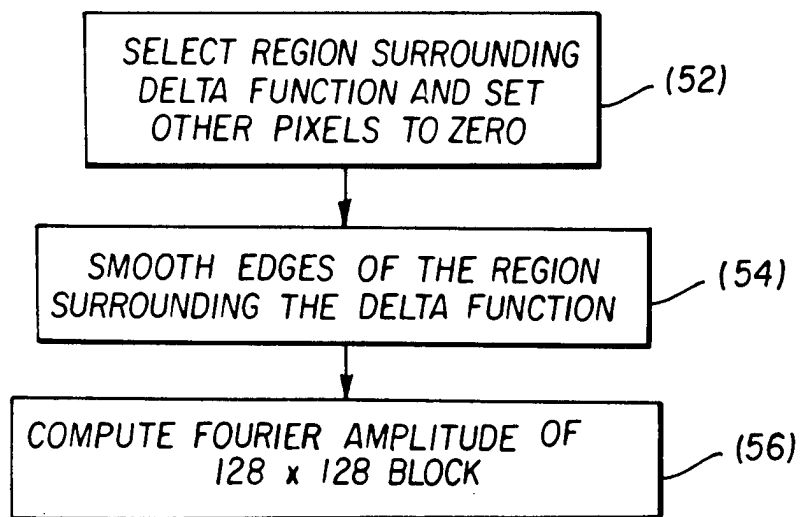 SELECT REGION SURROUNDING
DELTA FUNCTION AND SET
OTHER PIXELS TO ZERO
(52)
SMOOTH EDGES OF THE REGION
SURROUNDING THE DELTA FUNCTION
(54)
COMPUTE FOURIER AMPLITUDE OF
128 x 128 BLOCK
(56)